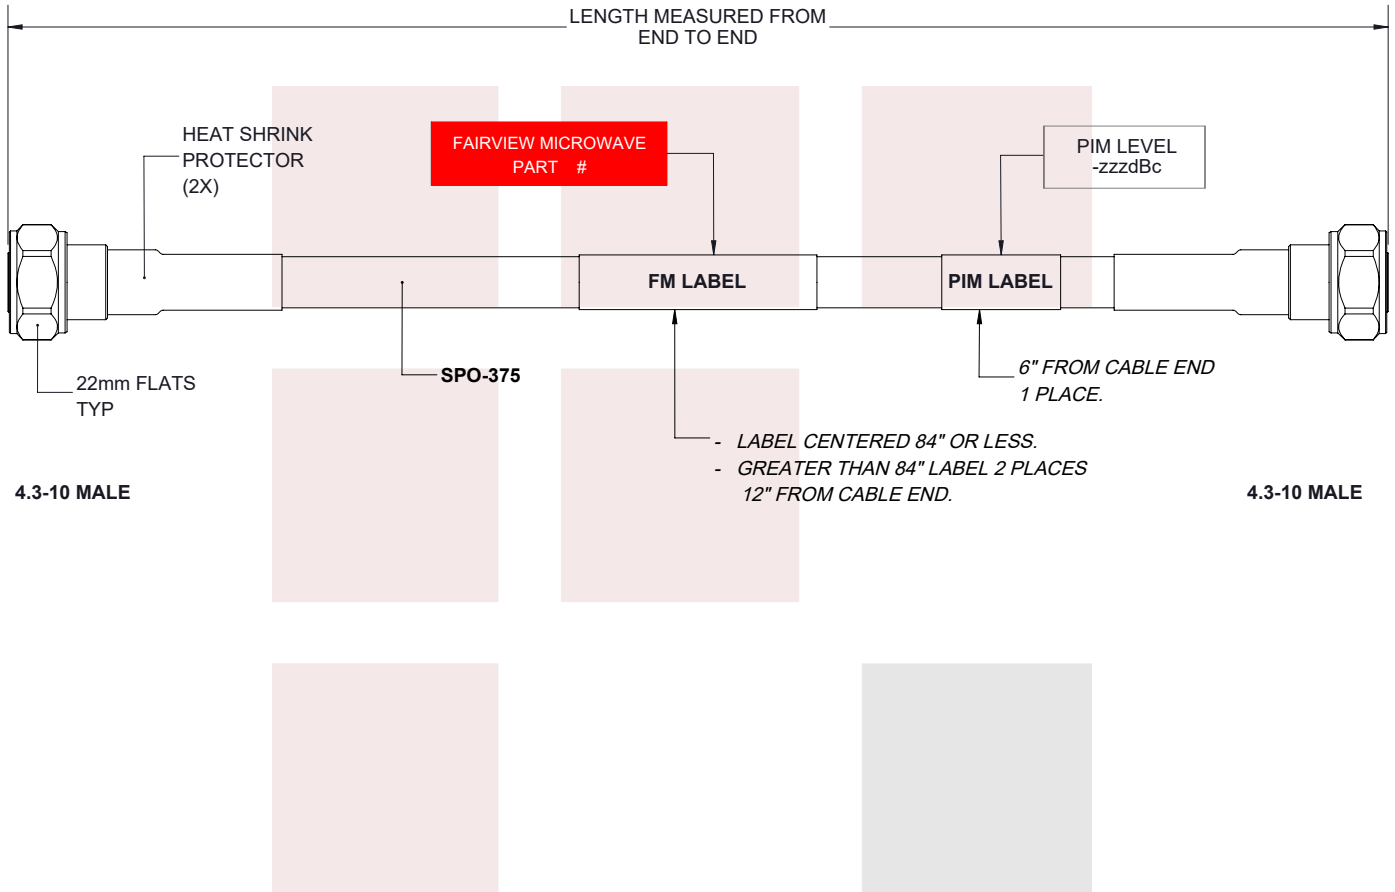 LENGTH MEASURED FROM
END TO END
HEAT SHRINK
PROTECTOR
(2X)
FAIRVIEW MICROWAVE
PART #
PIM LEVEL
-zzzdBc
FM LABEL
PIM LABEL
22mm FLATS
TYP
SPO-375
6" FROM CABLE END
1 PLACE.
- LABEL CENTERED 84" OR LESS.
- GREATER THAN 84" LABEL 2 PLACES
12" FROM CABLE END.
4.3-10 MALE
4.3-10 MALE